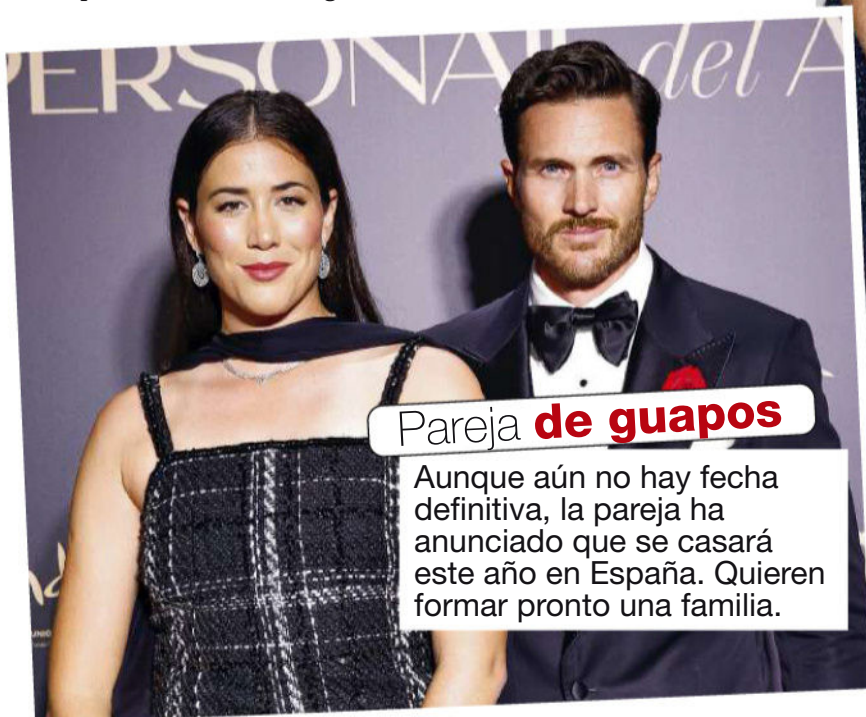 PERSONAJE del A
Pareja de guapos
Aunque aún no hay fecha
definitiva, la pareja ha
anunciado que se casará
este año en España. Quieren
formar pronto una familia.